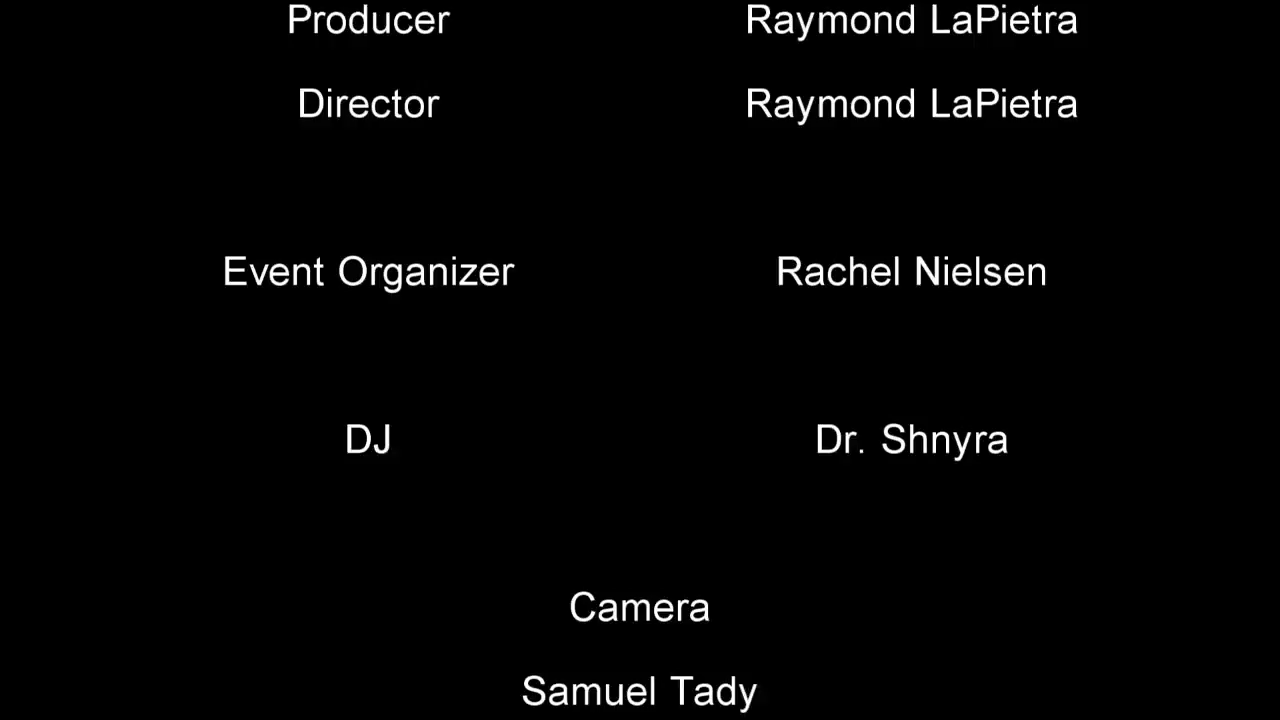 Producer Raymond LaPietra
Director Raymond LaPietra
Event Organizer Rachel Nielsen
DJ Dr. Shnyra
Camera
Samuel Tady